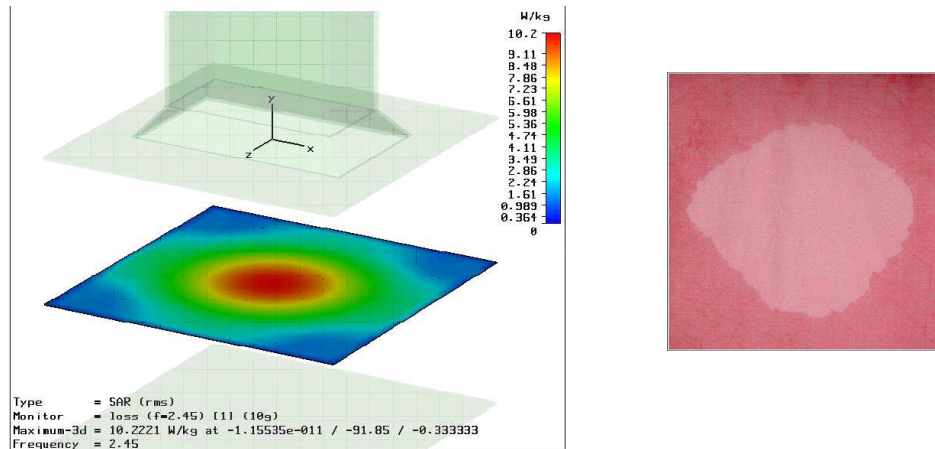 W/kg
10.2
9.11
8.48
7.86
7.23
6.61
5.98
5.36
4.74
4.11
3.49
2.86
2.24
1.61
0.989
0.364
0
y
z
x
Type = SAR (rms)
Monitor = loss (f=2.45) [1] (10g)
Maximum-3d = 10.2221 W/kg at -1.15535e-011 / -91.85 / -0.333333
Frequency = 2.45